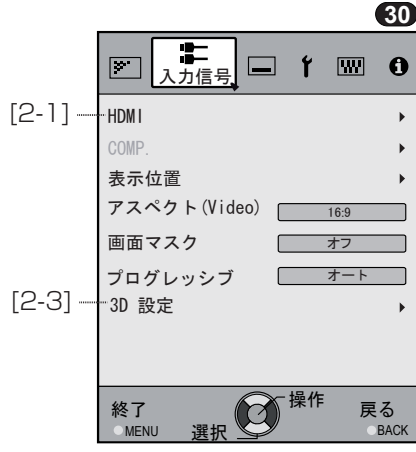 30
入力信号
[2-1] HDMI
COMP.
表示位置
アスペクト(Video) 16:9
画面マスク オフ
プログレッシブ オート
[2-3] 3D 設定
終了 操作 戻る
MENU 選択 BACK